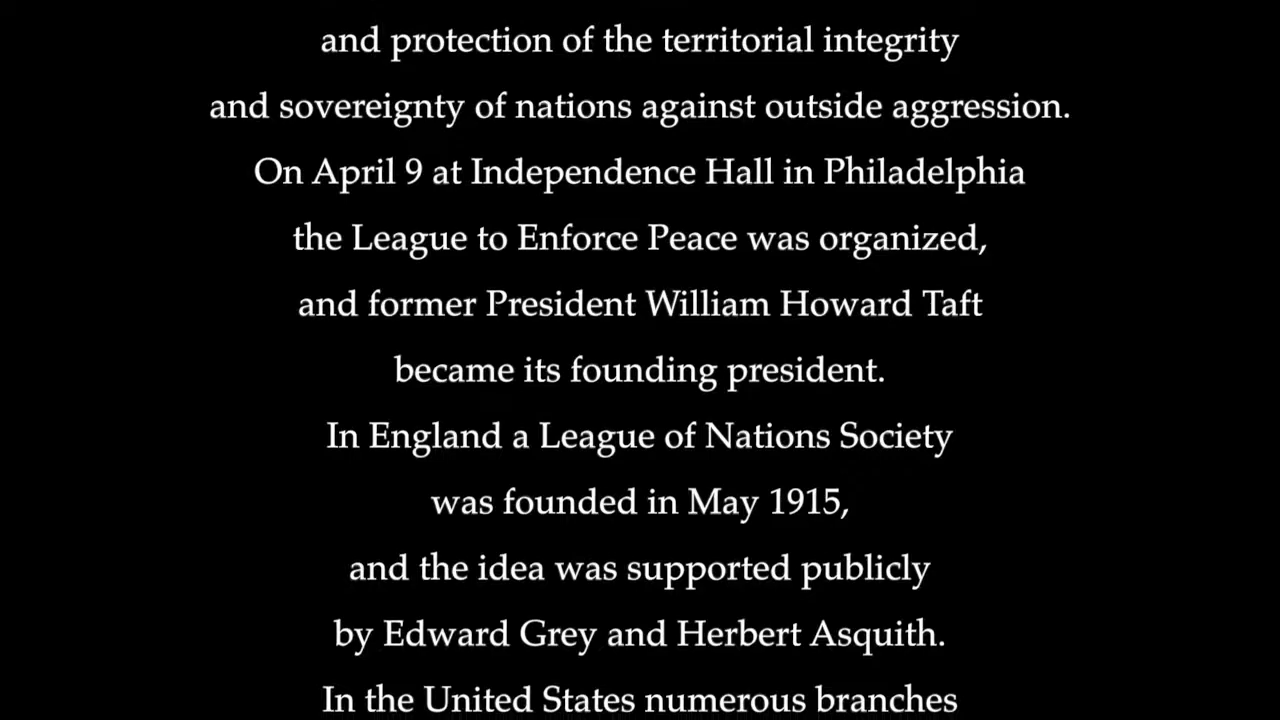 and protection of the territorial integrity
and sovereignty of nations against outside aggression.
On April 9 at Independence Hall in Philadelphia
the League to Enforce Peace was organized,
and former President William Howard Taft
became its founding president.
In England a League of Nations Society
was founded in May 1915,
and the idea was supported publicly
by Edward Grey and Herbert Asquith.
In the United States numerous branches